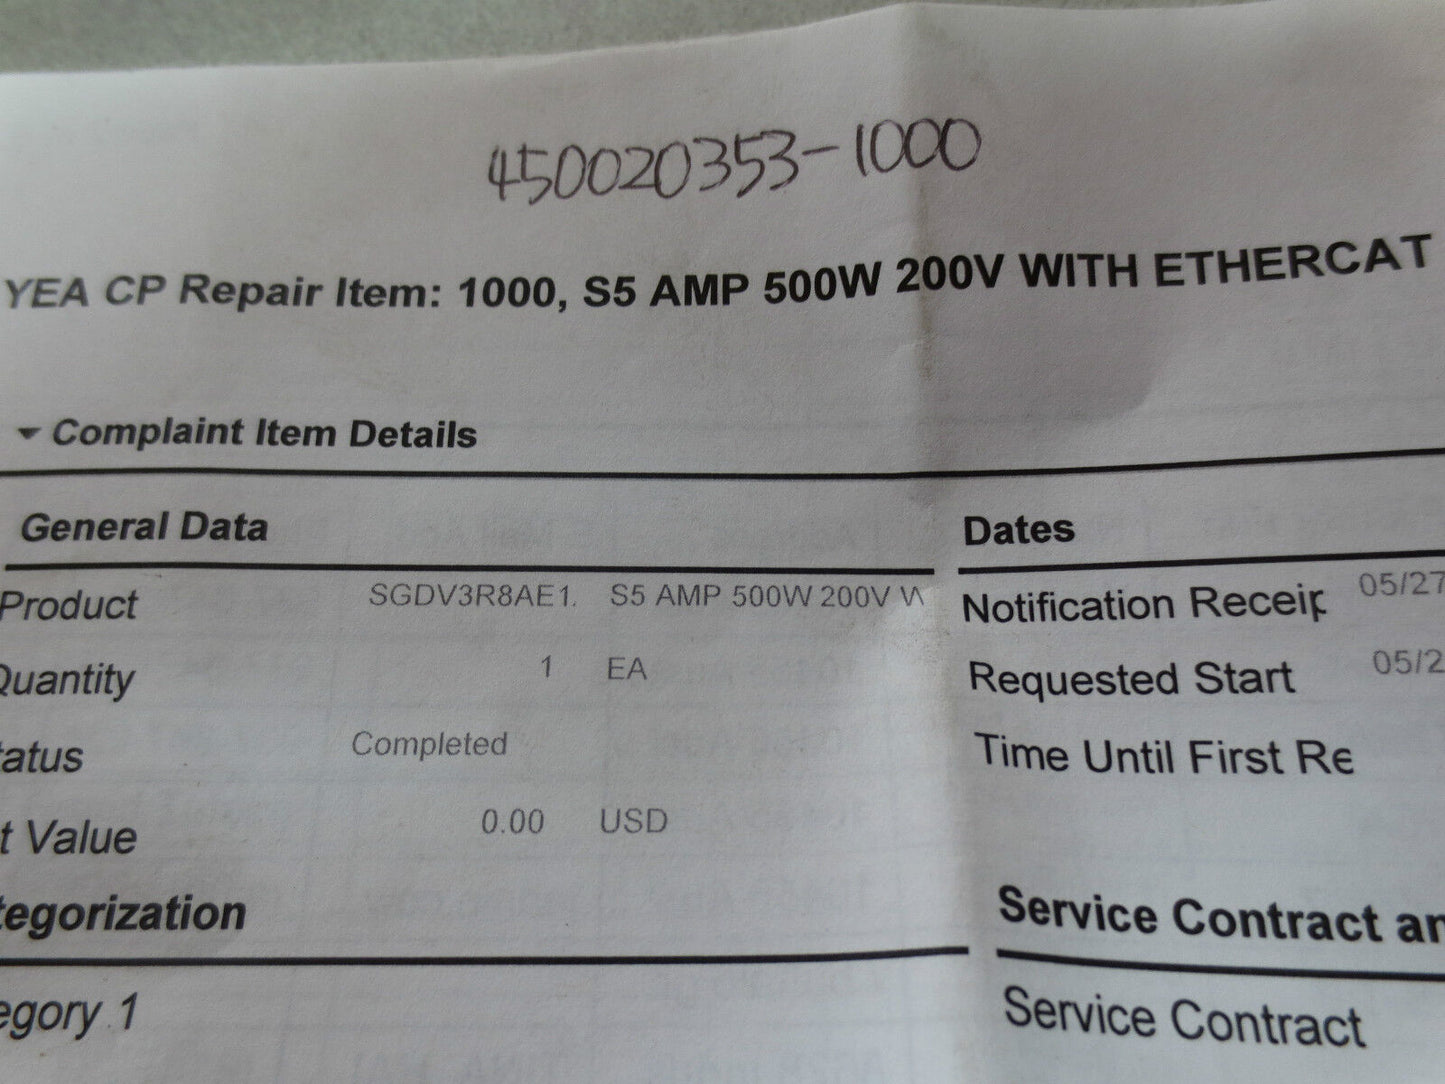 450020353-1000
YEA CP Repair Item: 1000, S5 AMP 500W 200V WITH ETHERCAT
Complaint Item Details
General Data
Product SGDV3R8AE1. S5 AMP 500W 200V W
Quantity 1 EA
tatus Completed
t Value 0.00 USD
tegorization
egory 1
Dates
Notification Receip 05/27
Requested Start 05/2
Time Until First Re
Service Contract an
Service Contract